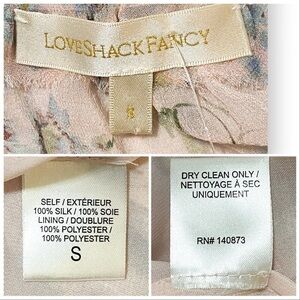 LOVESHACKFANCY
S
SELF / EXTÉRIEUR
100% SILK / 100% SOIE
LINING / DOUBLURE
100% POLYESTER /
100% POLYESTER
S
DRY CLEAN ONLY /
NETTOYAGE À SEC
UNIQUEMENT
RN# 140873